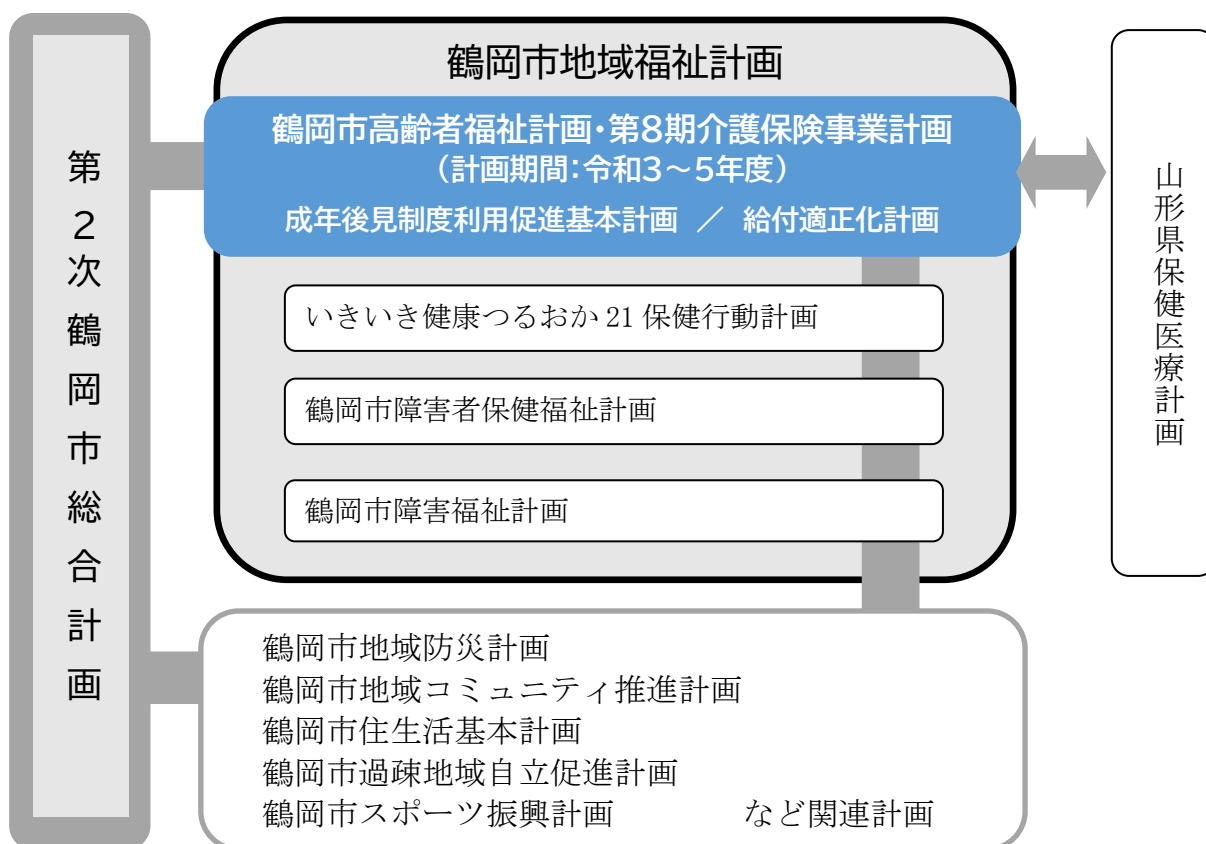 第2次鶴岡市総合計画
鶴岡市地域福祉計画
鶴岡市高齢者福祉計画・第8期介護保険事業計画
（計画期間：令和3～5年度）
成年後見制度利用促進基本計画 ／ 給付適正化計画
いきいき健康つるおか 21 保健行動計画
鶴岡市障害者保健福祉計画
鶴岡市障害福祉計画
鶴岡市地域防災計画
鶴岡市地域コミュニティ推進計画
鶴岡市住生活基本計画
鶴岡市過疎地域自立促進計画
鶴岡市スポーツ振興計画　　　　など関連計画
山形県保健医療計画